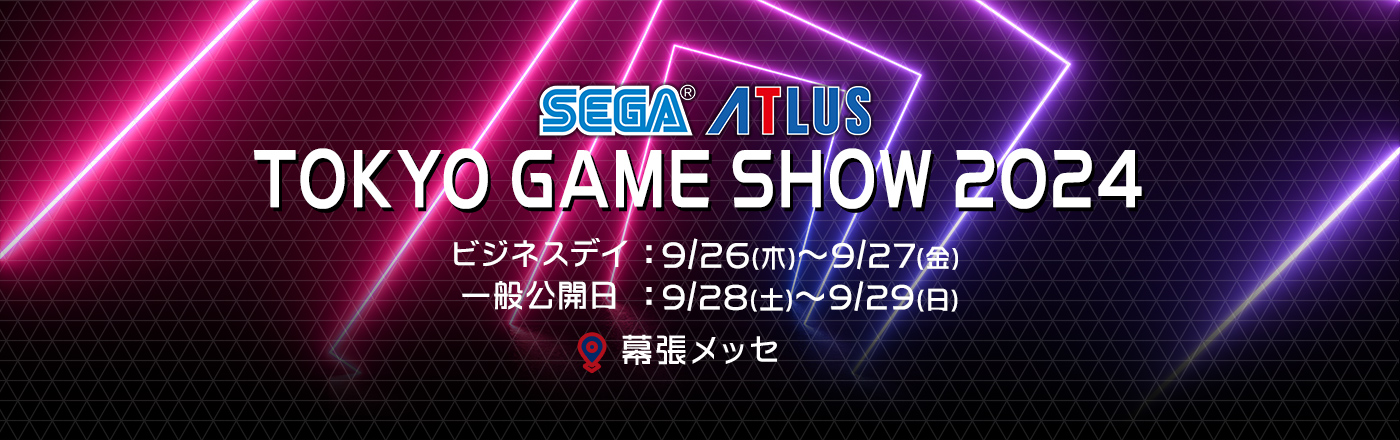 SEGA® ATLUS
TOKYO GAME SHOW 2024
ビジネスデイ：9/26(木)～9/27(金)
一般公開日：9/28(土)～9/29(日)
幕張メッセ